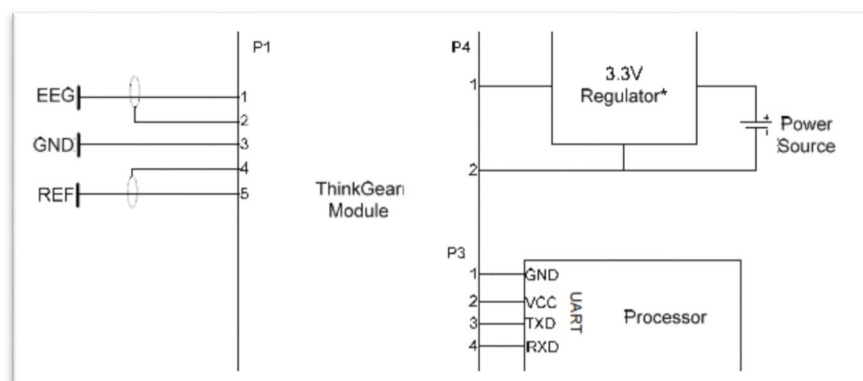 P1
EEG
1
2
GND
3
4
REF
5
ThinkGear
Module
P4
3.3V
Regulator*
1
+
Power
Source
2
P3
1
GND
2
VCC
3
TXD
4
RXD
UART
Processor